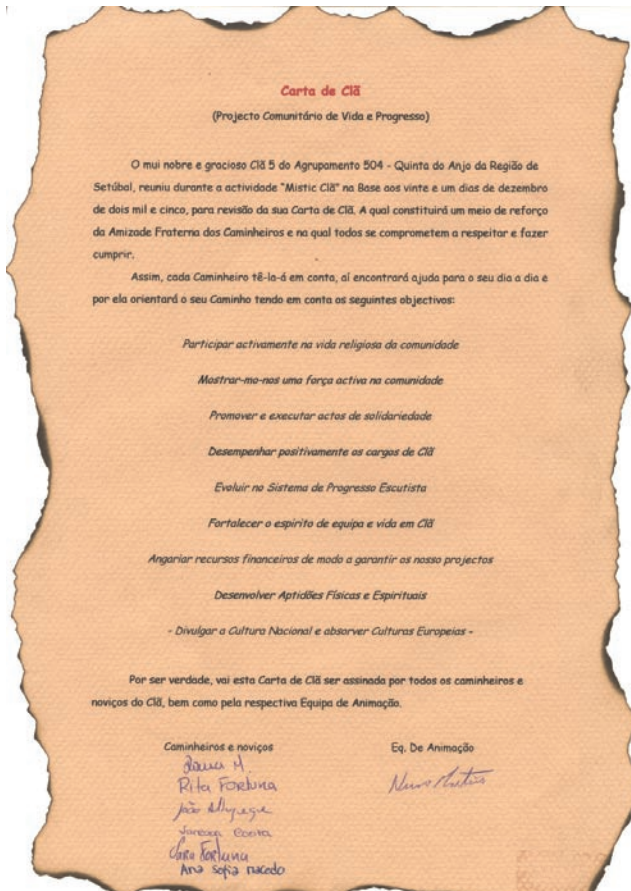 Carta de Clã
(Projecto Comunitário de Vida e Progresso)
O mui nobre e gracioso Clã 5 do Agrupamento 504 - Quinta do Anjo da Região de
Setúbal, reuniu durante a actividade "Mistic Clã" na Base aos vinte e um dias de dezembro
de dois mil e cinco, para revisão da sua Carta de Clã. A qual constituirá um meio de reforço
da Amizade Fraterna dos Caminheiros e na qual todos se comprometem a respeitar e fazer
cumprir.
Assim, cada Caminheiro tê-la-á em conta, aí encontrará ajuda para o seu dia a dia e
por ela orientará o seu Caminho tendo em conta os seguintes objectivos:
Participar activamente na vida religiosa da comunidade
Mostrar-mo-nos uma força activa na comunidade
Promover e executar actos de solidariedade
Desempenhar positivamente os cargos de Clã
Evoluir no Sistema de Progresso Escutista
Fortalecer o espírito de equipa e vida em Clã
Angariar recursos financeiros de modo a garantir os nosso projectos
Desenvolver Aptidões Físicas e Espirituais
- Divulgar a Cultura Nacional e absorver Culturas Europeias -
Por ser verdade, vai esta Carta de Clã ser assinada por todos os caminheiros e
noviços do Clã, bem como pela respectiva Equipa de Animação.
Caminheiros e noviços
Eq. De Animação
Rita Fortuna
Nuno
João
Costa
Sara Fortuna
Ana Sofia Macedo